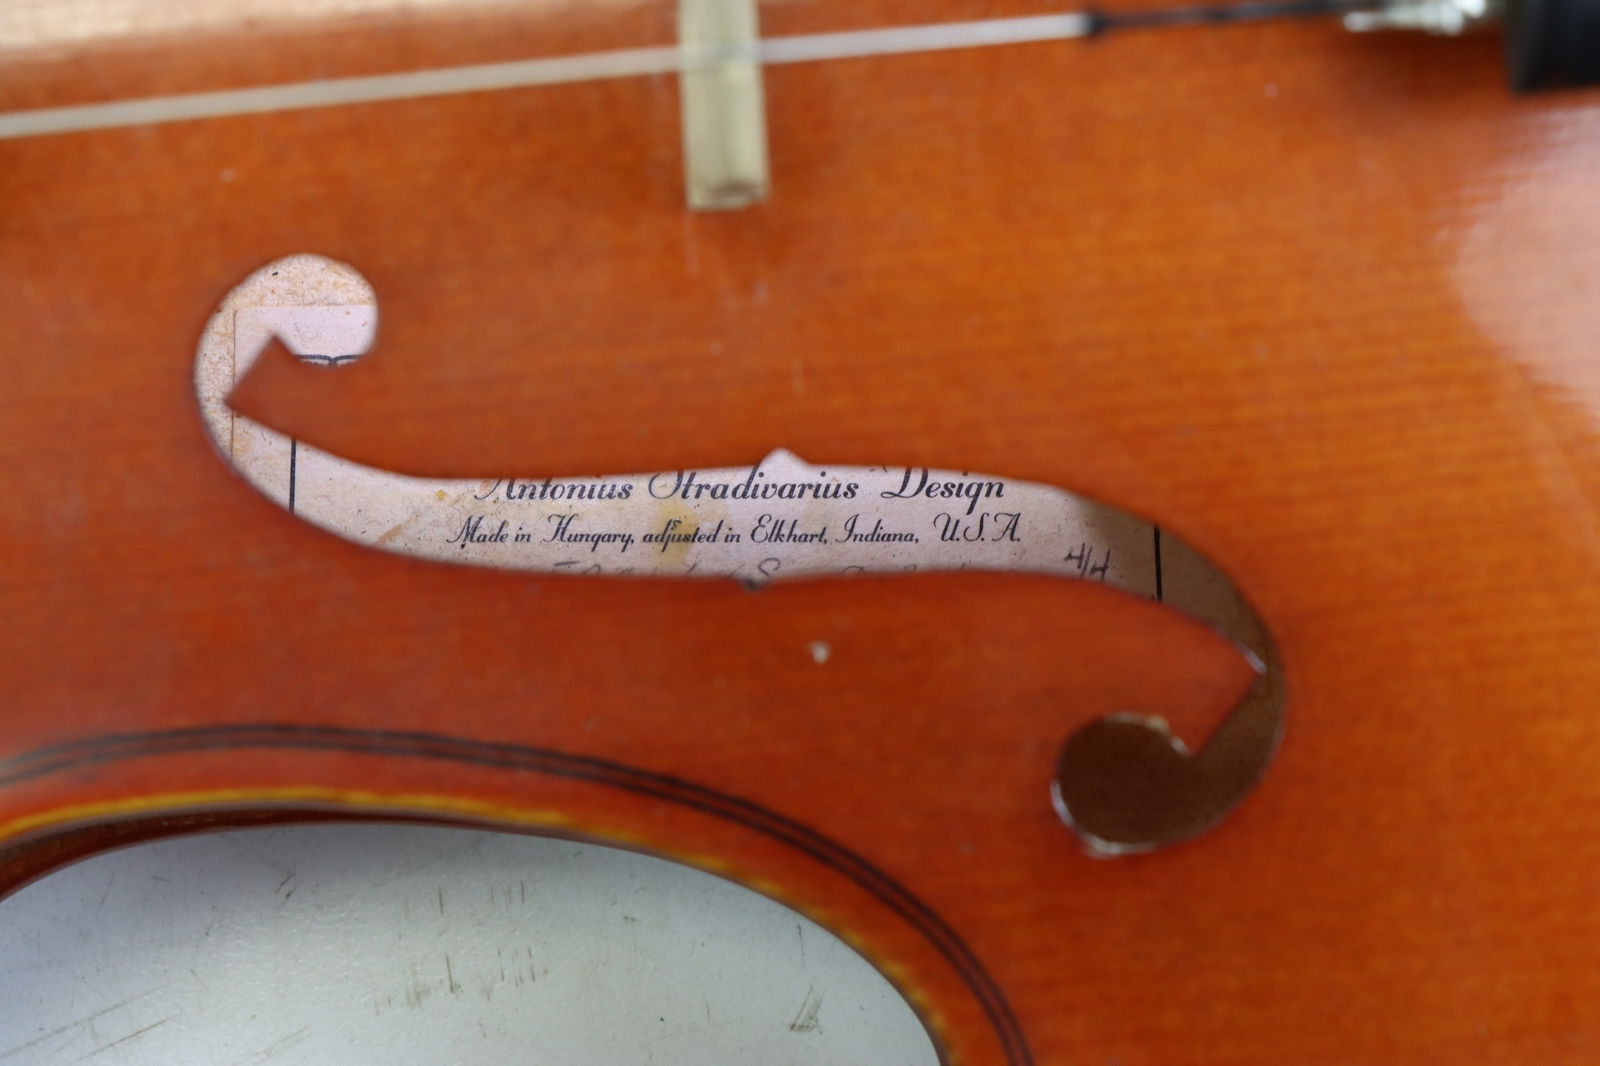 Antonius Stradivarius Design
Made in Hungary, adjusted in Elkhart, Indiana, U.S.A.
4/4